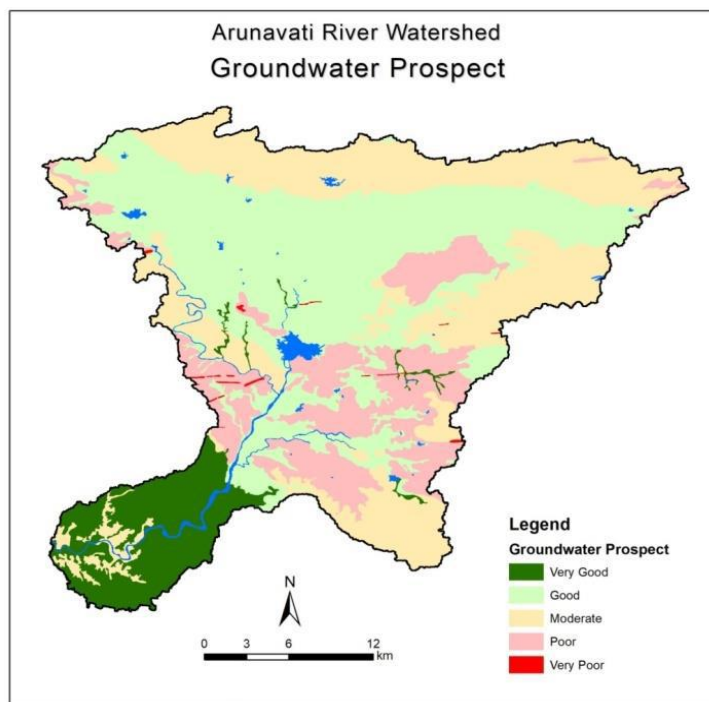 Arunavati River Watershed
Groundwater Prospect
Legend
Groundwater Prospect
Very Good
Good
Moderate
Poor
Very Poor
N
0 3 6 12
km